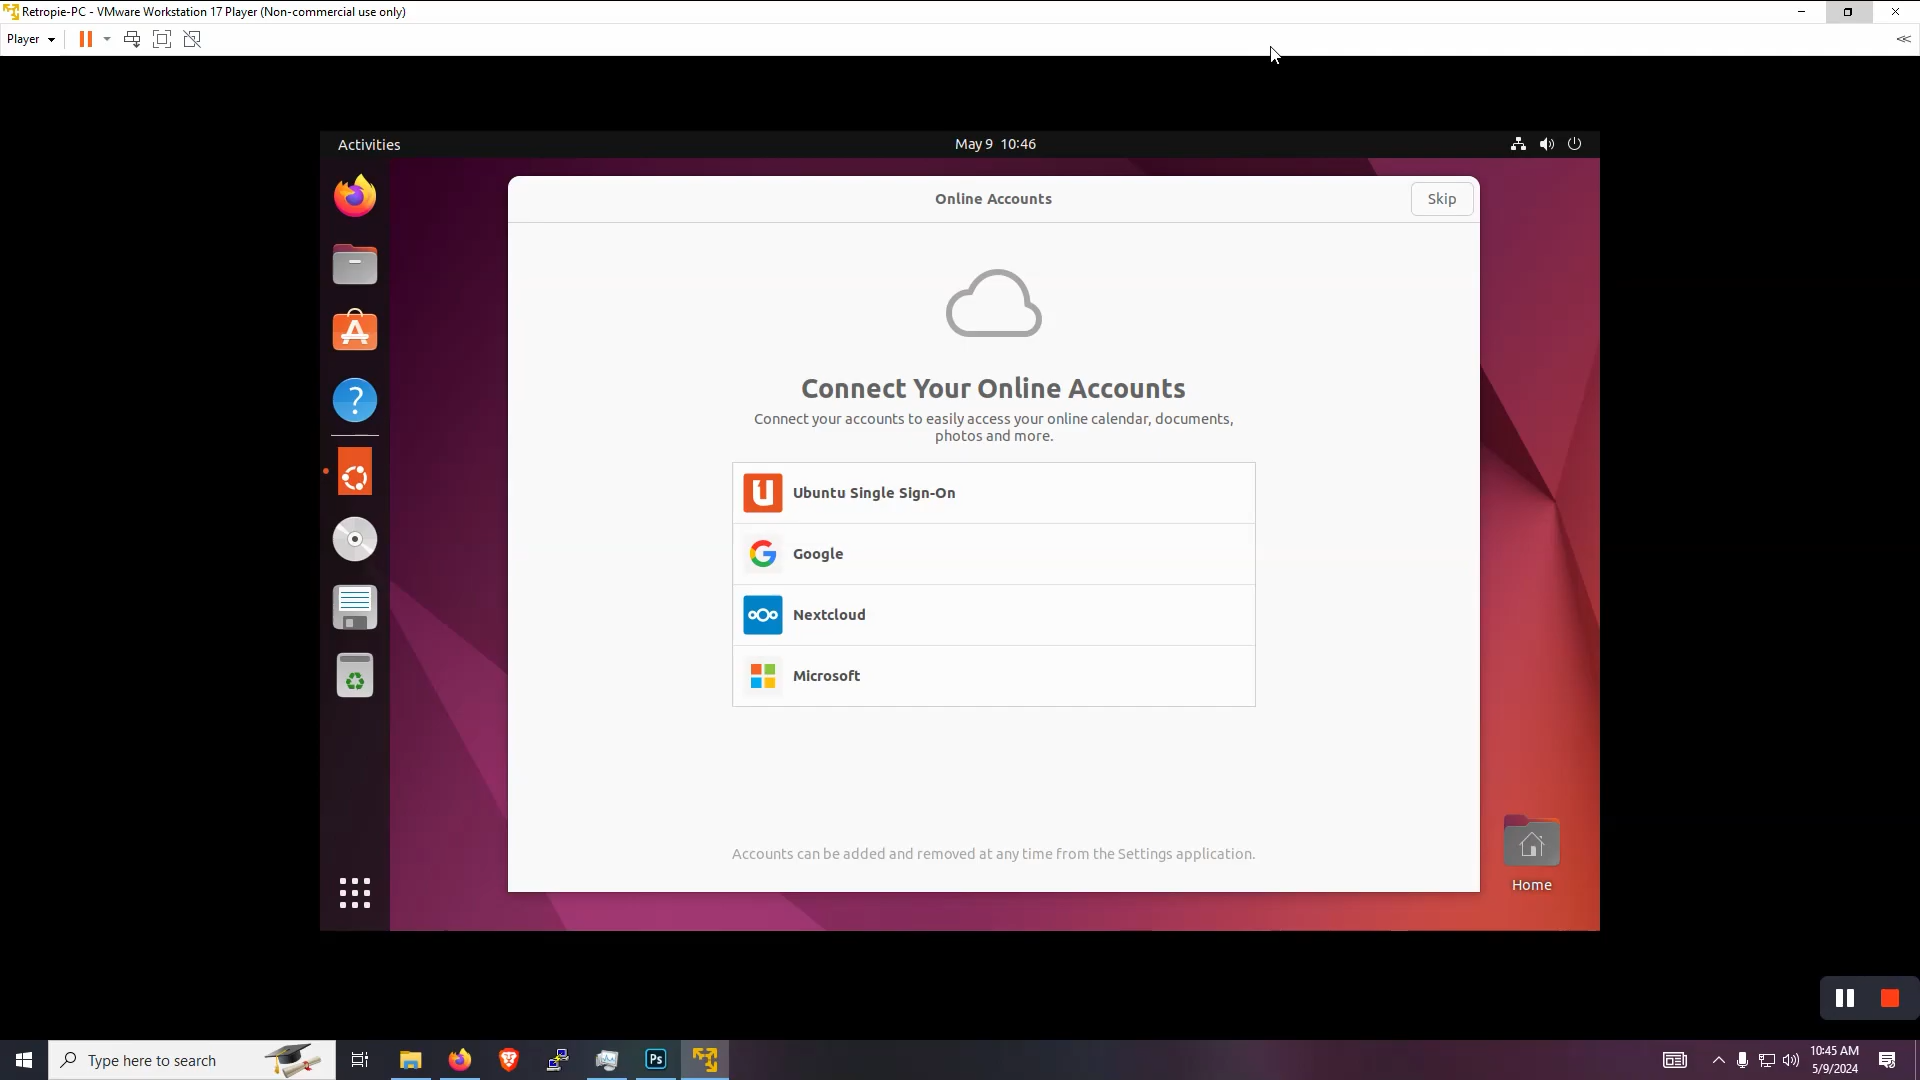 Retropie-PC - VMware Workstation 17 Player (Non-commercial use only)
Player
Activities
May 9 10:46
Online Accounts
Skip
Connect Your Online Accounts
Connect your accounts to easily access your online calendar, documents,
photos and more.
Ubuntu Single Sign-On
Google
Nextcloud
Microsoft
Accounts can be added and removed at any time from the Settings application.
Home
Type here to search
Ps
10:45 AM
5/9/2024